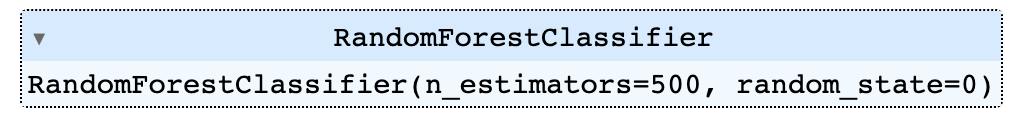 RandomForestClassifier
RandomForestClassifier(n_estimators=500, random_state=0)